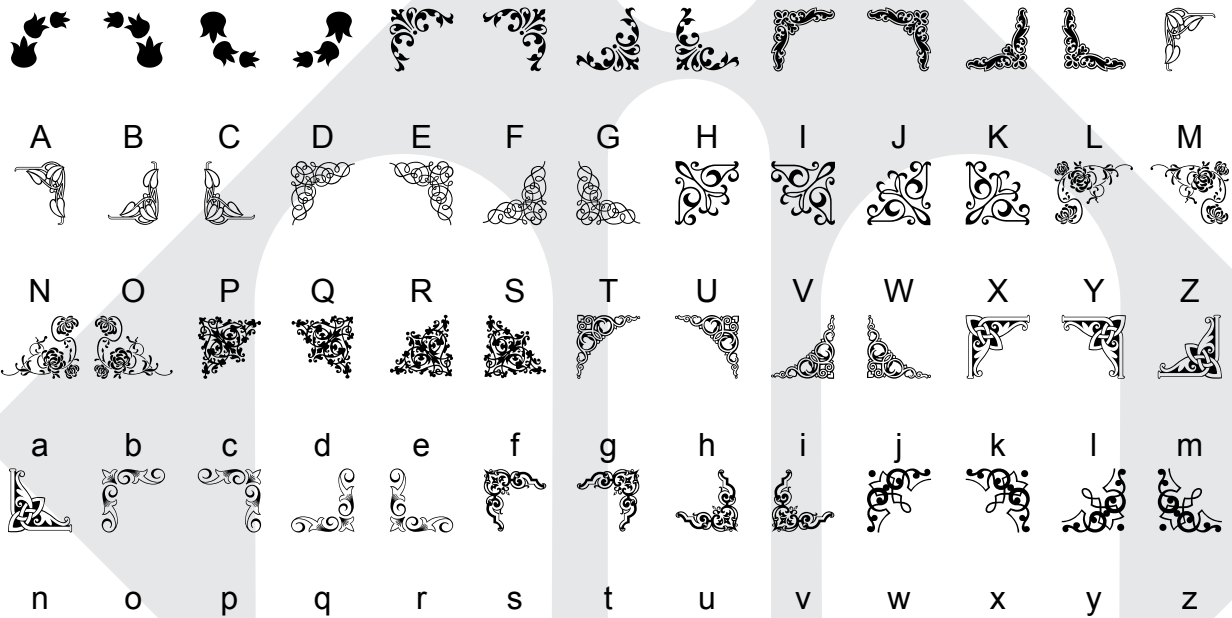 A B C D E F G H I J K L M
N O P Q R S T U V W X Y Z
a b c d e f g h i j k l m
n o p q r s t u v w x y z